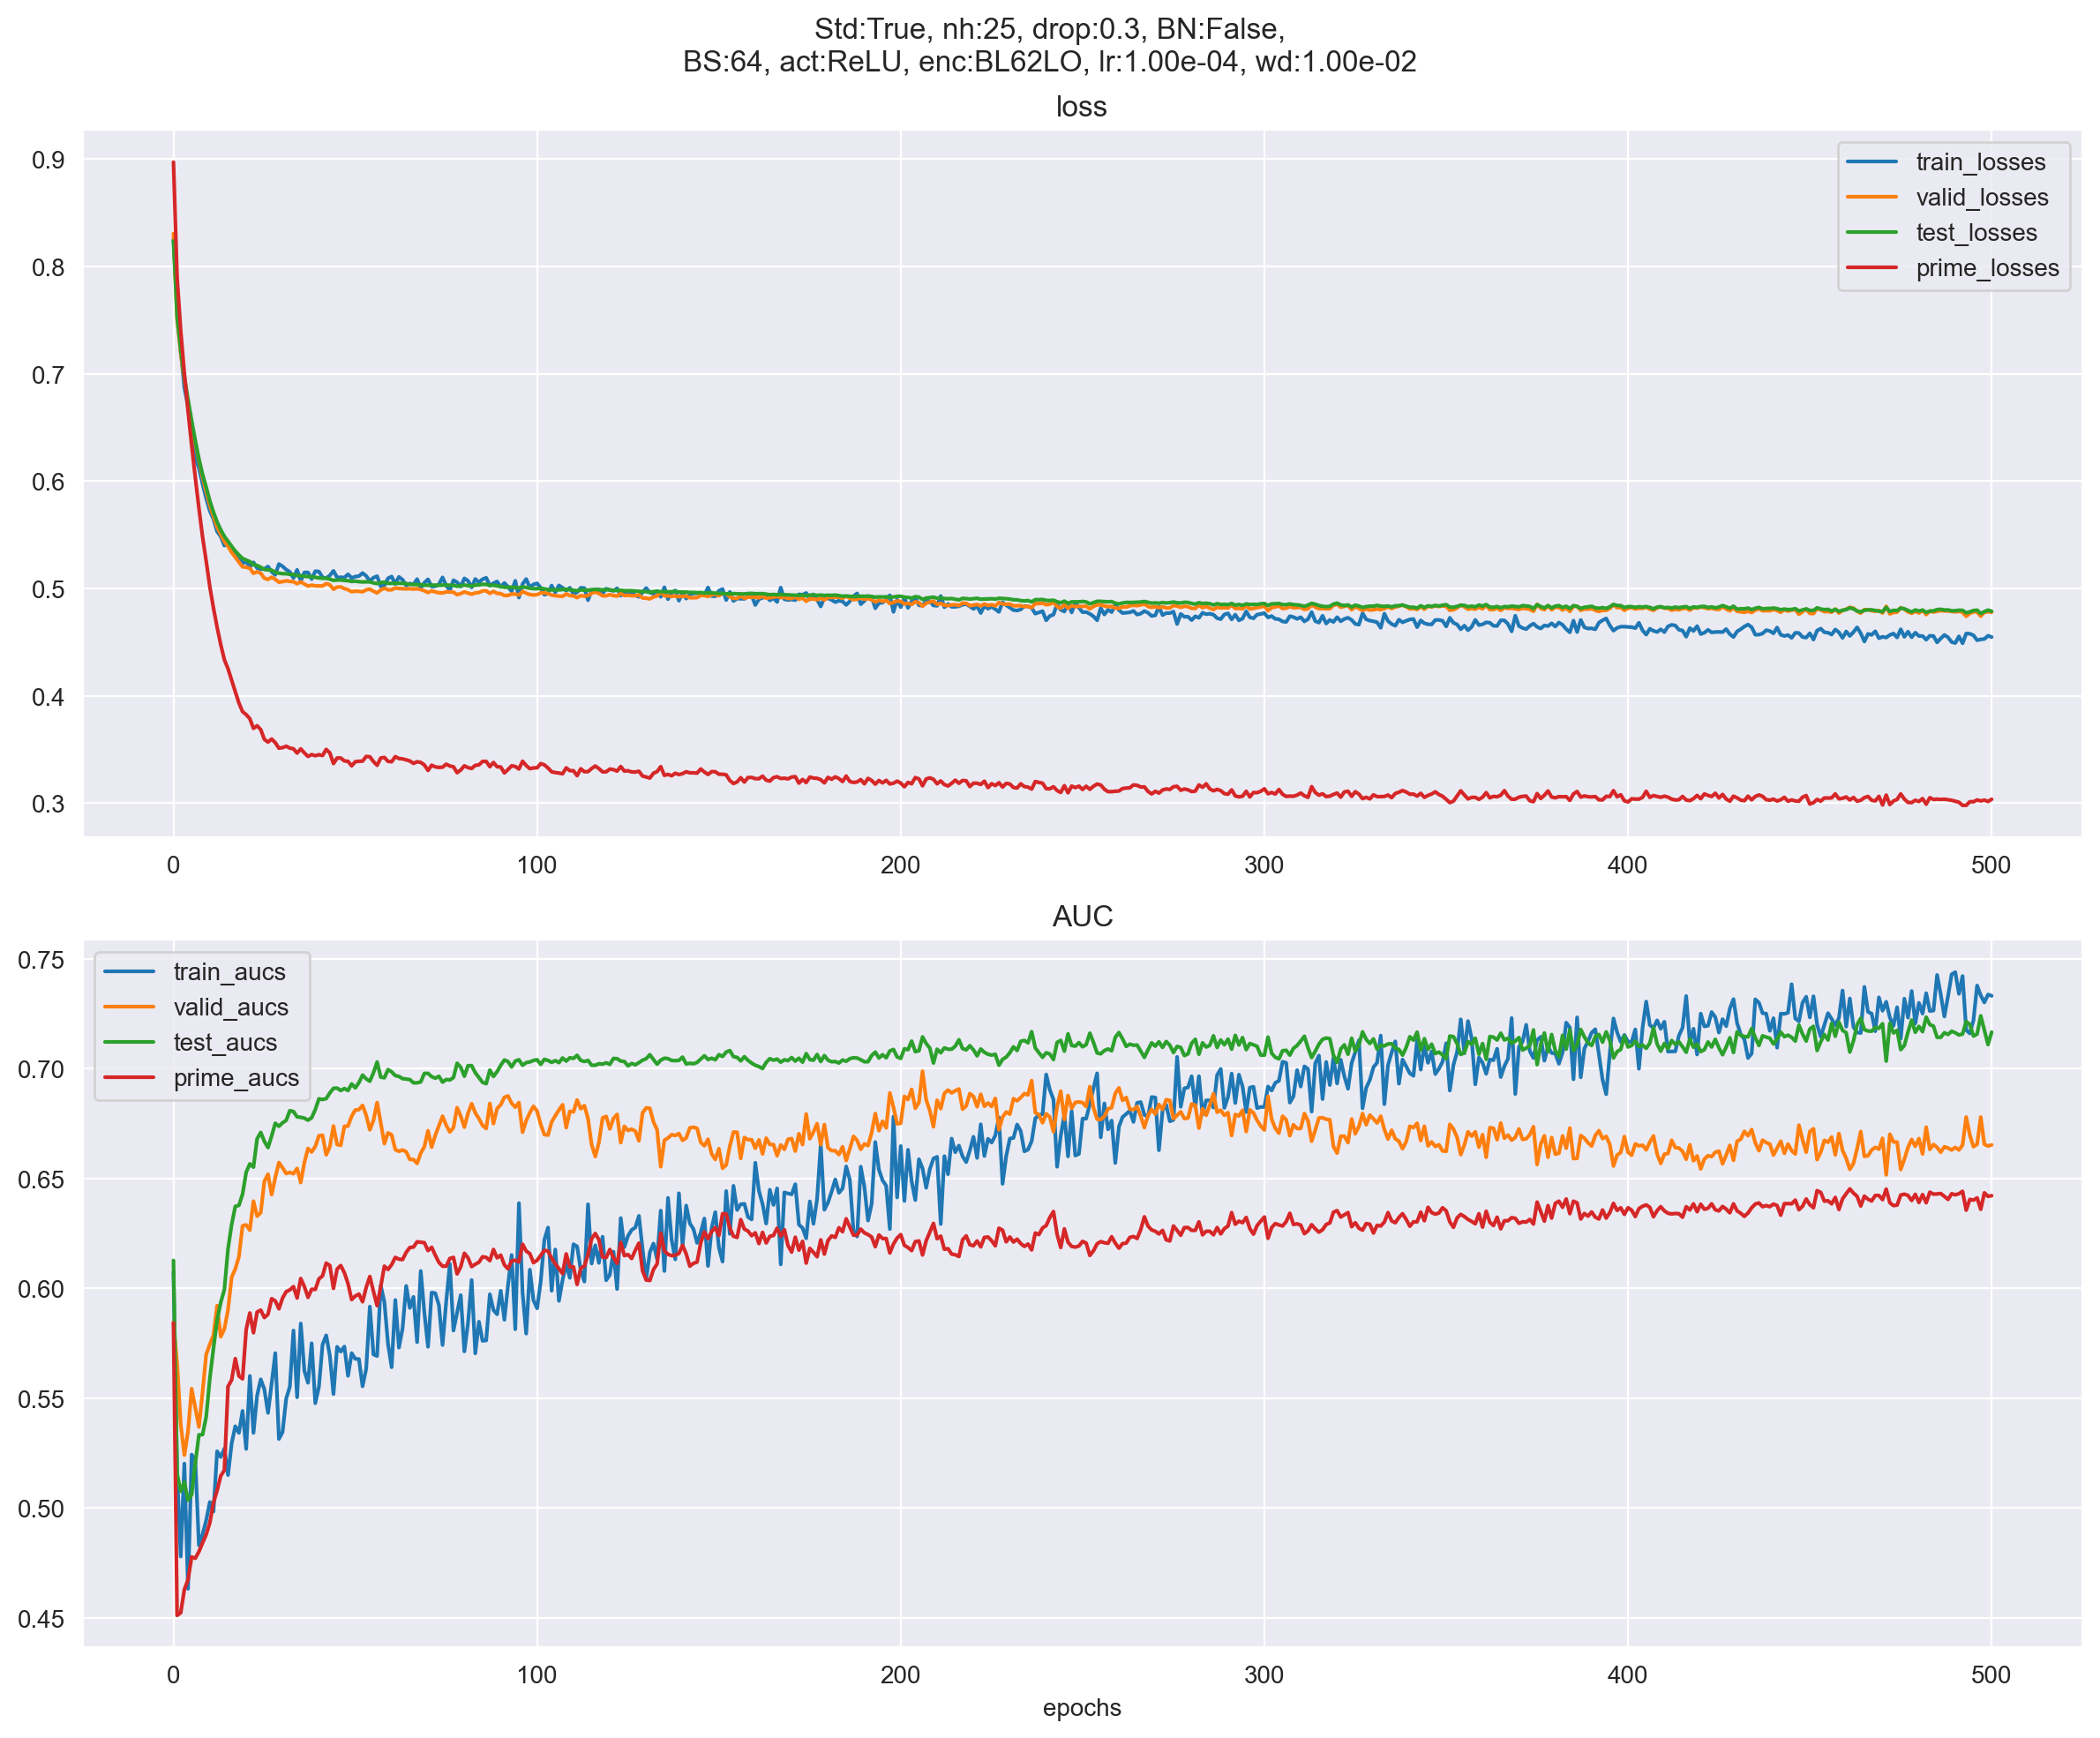 Std:True, nh:25, drop:0.3, BN:False,
BS:64, act:ReLU, enc:BL62LO, lr:1.00e-04, wd:1.00e-02
loss
0.9
0.8
0.7
0.6
0.5
0.4
0.3
train_losses
valid_losses
test_losses
prime_losses
0 100 200 300 400 500
AUC
0.75
0.70
0.65
0.60
0.55
0.50
0.45
train_aucs
valid_aucs
test_aucs
prime_aucs
0 100 200 300 400 500
epochs